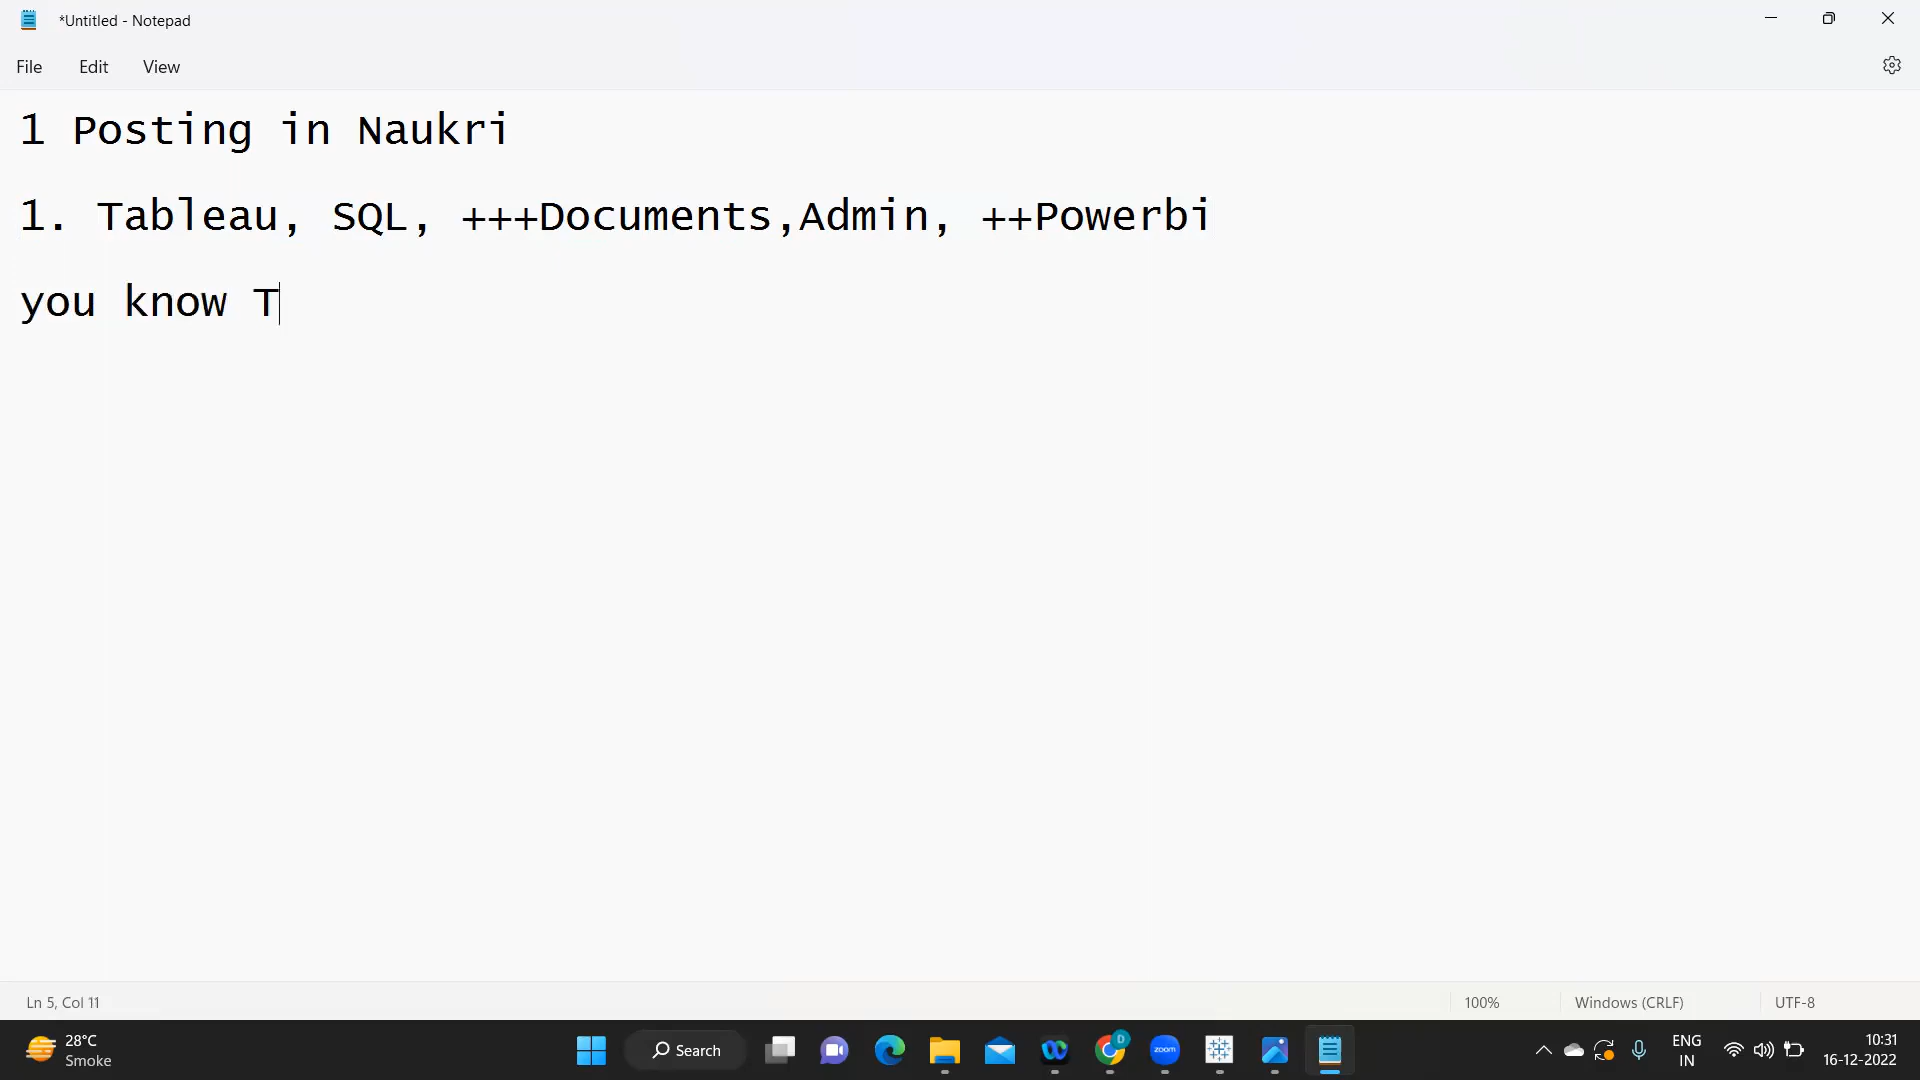 *Untitled - Notepad
File Edit View
1 Posting in Naukri
1. Tableau, SQL, +++Documents,Admin, ++Powerbi
you know T
Ln 5, Col 11 100% Windows (CRLF) UTF-8
28°C
Smoke
Search
zoom
D
ENG
IN
10:31
16-12-2022